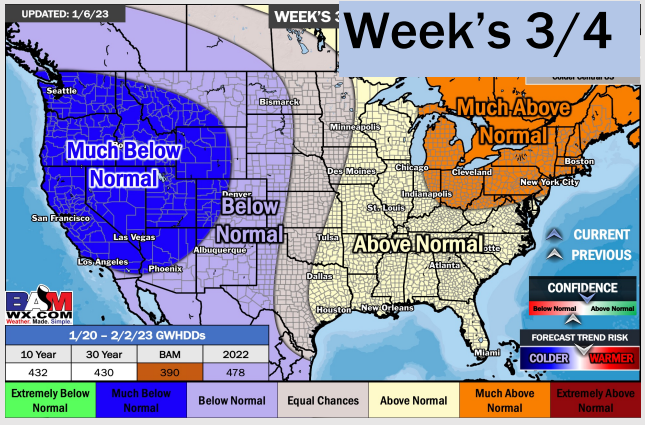 UPDATED: 1/6/23
WEEK'S 3
Week's 3/4
Seattle
Bismarck
Minneapolis
Much Above
Normal
Much Below
Normal
Des Moines
Chicago
Cleveland
Boston
New York City
Indianapolis
Denver
St. Louis
Below
Normal
San Francisco
Las Vegas
Tulsa
Above Normal
otte
Albuquerque
Los Angeles
Phoenix
Atlanta
Dallas
Houston
New Orleans
Miami
CURRENT
PREVIOUS
CONFIDENCE
Below Normal
Above Normal
FORECAST TREND RISK
COLDER
WARMER
BAM
WX.COM
Weather. Made. Simple.
1/20 – 2/2/23 GWHDDs
10 Year 30 Year BAM 2022
432 430 390 478
Extremely Below
Normal
Much Below
Normal
Below Normal
Equal Chances
Above Normal
Much Above
Normal
Extremely Above
Normal